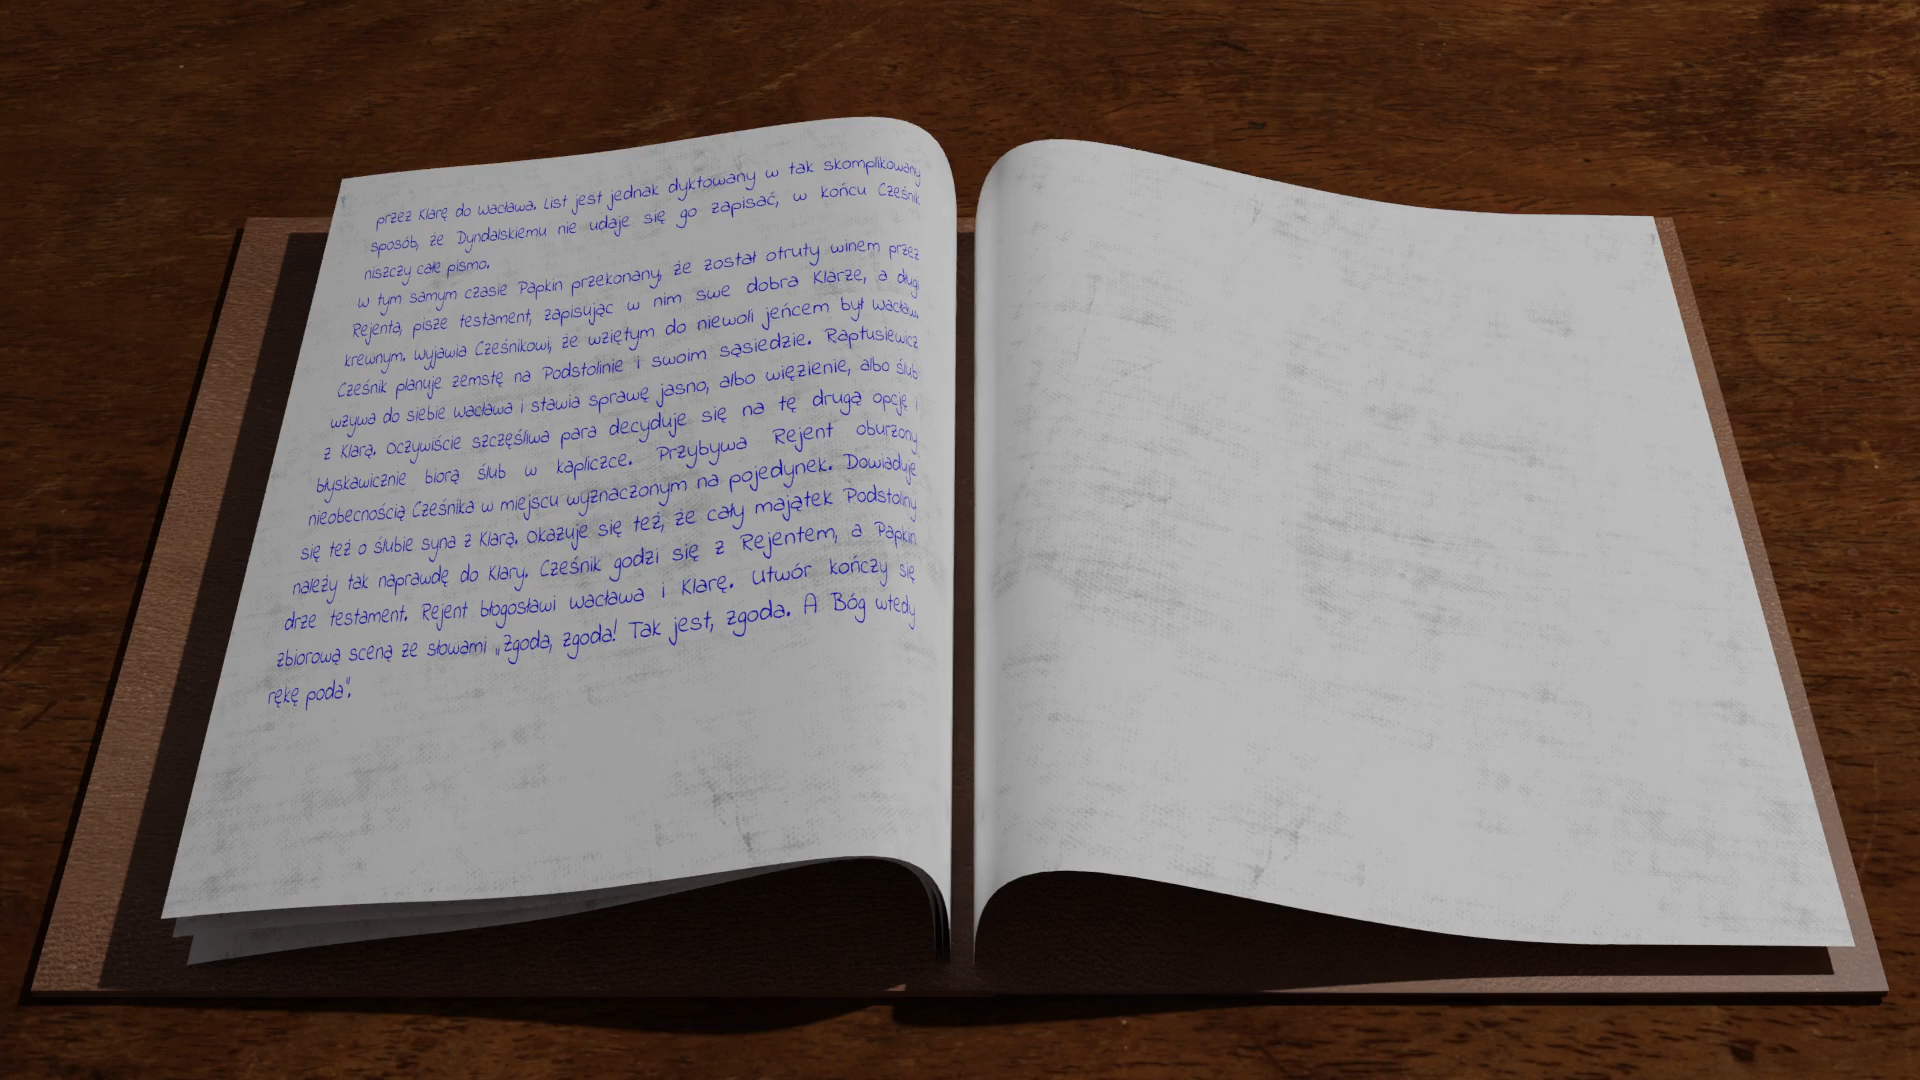 przez Klarę do Wacława. List jest jednak dyktowany w tak skomplikowany
sposób, że Dyndalskiemu nie udaje się go zapisać, w końcu Cześnik
niszczy całe pismo.
W tym samym czasie Papkin przekonany, że został otruty winem przez
Rejenta, pisze testament, zapisując w nim swe dobra Klarze, a długi
krewnym. Wyjawia Cześnikowi, że wziętym do niewoli jeńcem był Wacław.
Cześnik planuje zemstę na Podstolinie i swoim sąsiedzie. Raptusiewicz
wzywa do siebie Wacława i stawia sprawę jasno, albo więzienie, albo ślub
z Klarą. Oczywiście szczęśliwa para decyduje się na tę drugą opcję i
błyskawicznie biorą ślub w kapliczce. Przybywa Rejent oburzony
nieobecnością Cześnika w miejscu wyznaczonym na pojedynek. Dowiaduje
się też o ślubie syna z Klarą. Okazuje się też, że cały majątek Podstoliny
należy tak naprawdę do Klary. Cześnik godzi się z Rejentem, a Papkin
drze testament. Rejent błogosławi Wacława i Klarę. Utwór kończy się
zbiorową sceną ze słowami „Zgoda, zgoda! Tak jest, zgoda. A Bóg wtedy
rękę poda”.